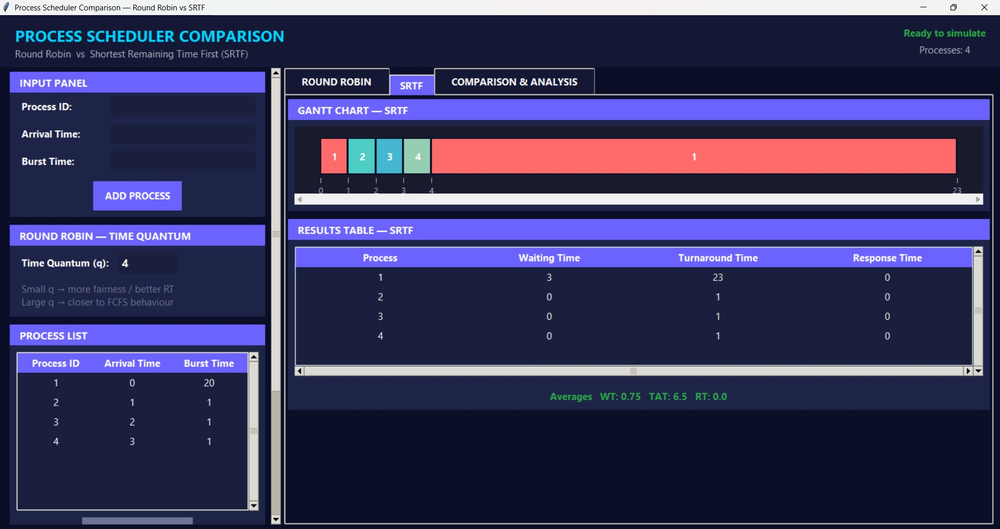 Process Scheduler Comparison — Round Robin vs SRTF
PROCESS SCHEDULER COMPARISON
Round Robin vs Shortest Remaining Time First (SRTF)
Ready to simulate
Processes: 4
INPUT PANEL
Process ID:
Arrival Time:
Burst Time:
ADD PROCESS
ROUND ROBIN — TIME QUANTUM
Time Quantum (q): 4
Small q → more fairness / better RT
Large q → closer to FCFS behaviour
PROCESS LIST
Process ID Arrival Time Burst Time
1 0 20
2 1 1
3 2 1
4 3 1
ROUND ROBIN SRTF COMPARISON & ANALYSIS
GANTT CHART — SRTF
1 2 3 4 1
0 1 2 3 4 23
RESULTS TABLE — SRTF
Process Waiting Time Turnaround Time Response Time
1 3 23 0
2 0 1 0
3 0 1 0
4 0 1 0
Averages WT: 0.75 TAT: 6.5 RT: 0.0